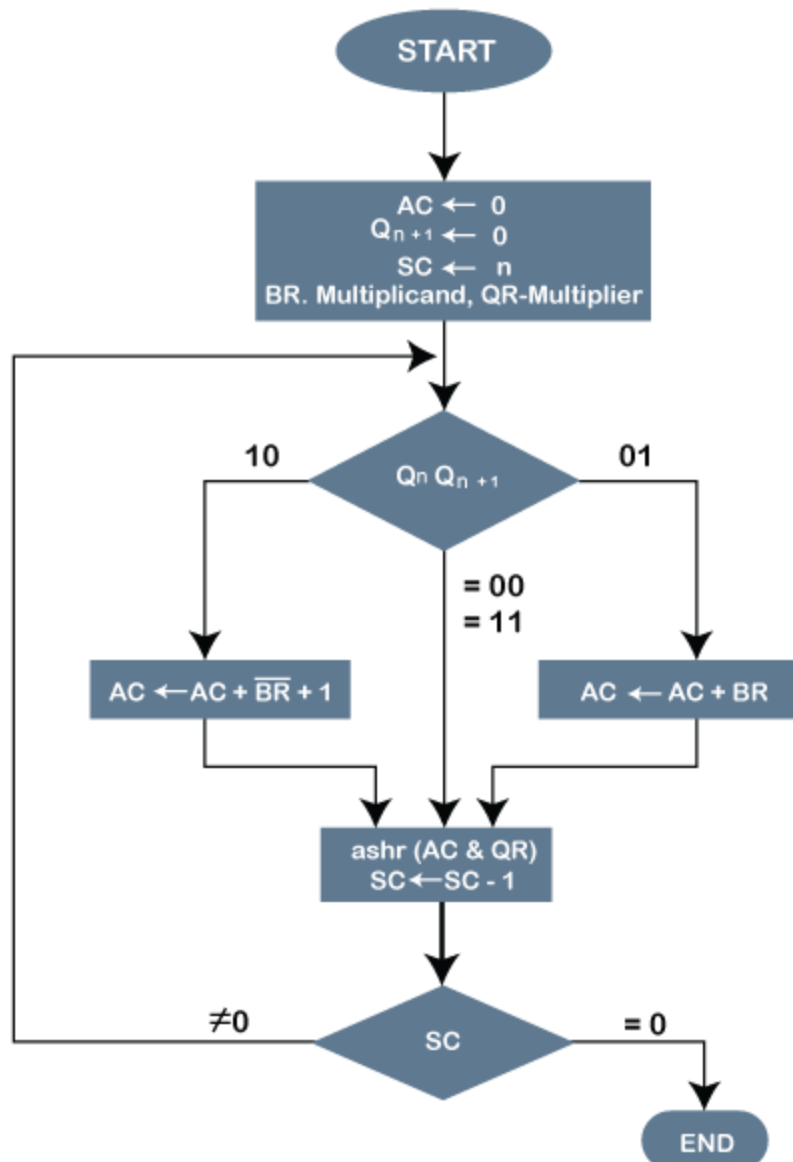 START
AC ← 0
Qn+1 ← 0
SC ← n
BR. Multiplicand, QR-Multiplier
10
Qn Qn+1
01
= 00
= 11
AC ← AC + B̅R̅ + 1
AC ← AC + BR
ashr (AC & QR)
SC ← SC - 1
≠0
SC
= 0
END